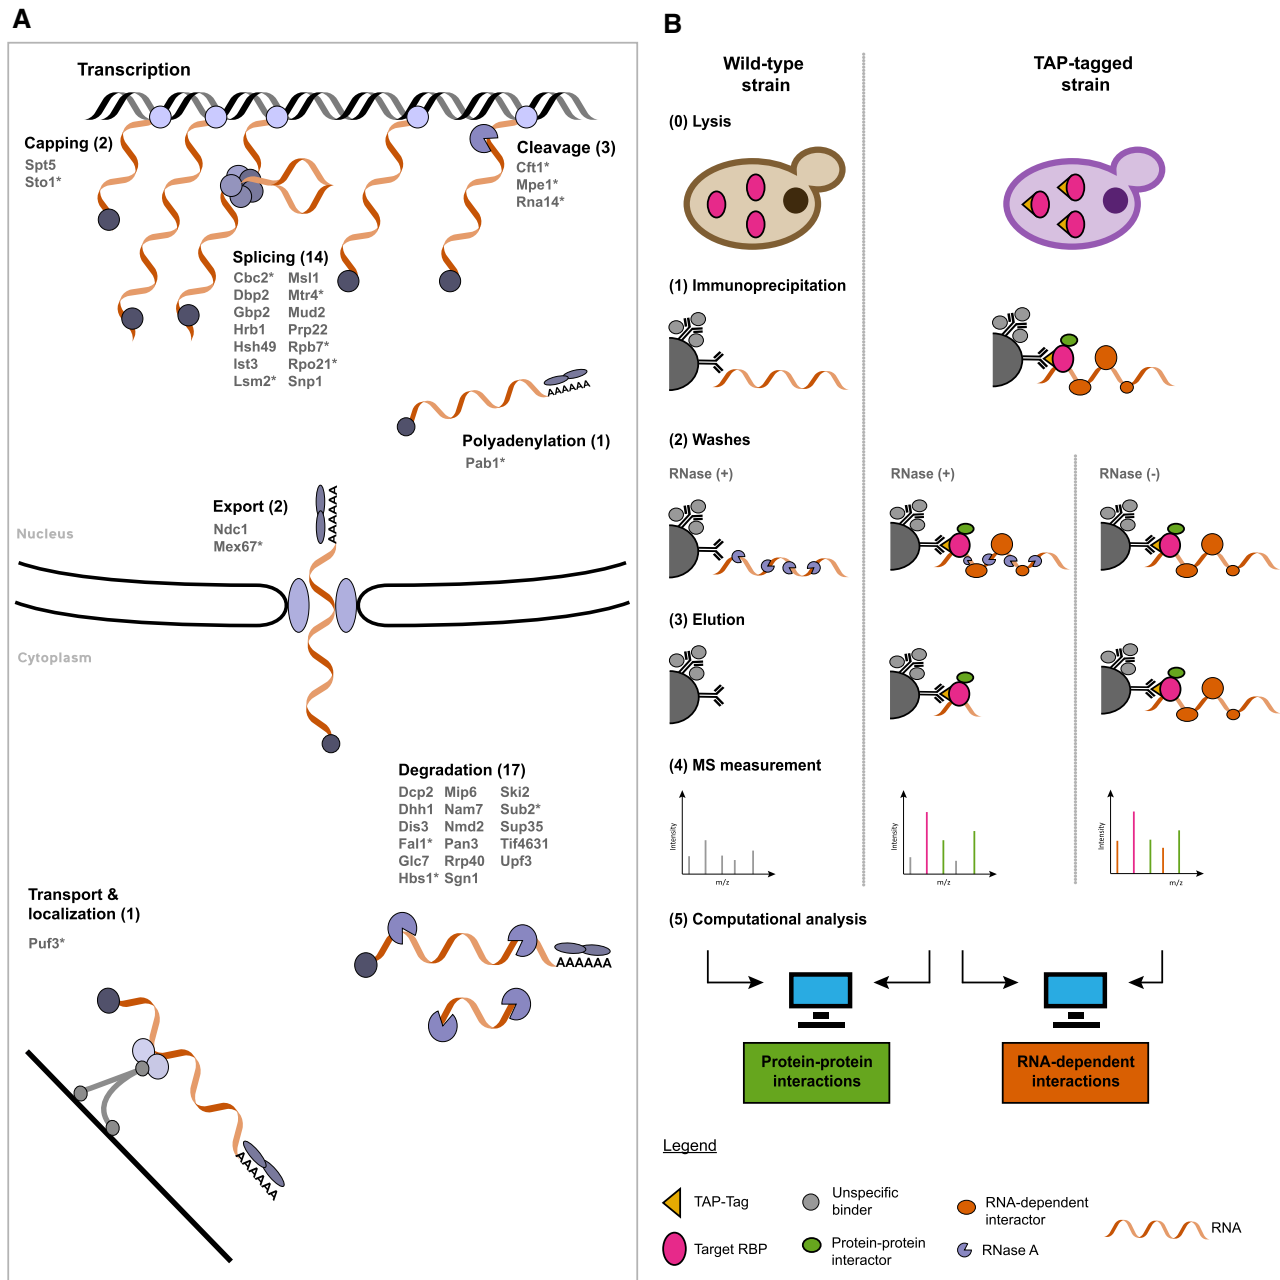 A
Transcription
Capping (2)
Spt5
Sto1*
Cleavage (3)
Cft1*
Mpe1*
Rna14*
Splicing (14)
Cbc2* Msl1
Dbp2 Mtr4*
Gbp2 Mud2
Hrb1 Prp22
Hsh49 Rpb7*
Ist3 Rpo21*
Lsm2* Snp1
AAAAAA
Polyadenylation (1)
Pab1*
Export (2)
Ndc1
Mex67*
AAAAAA
Nucleus
Cytoplasm
Degradation (17)
Dcp2 Mip6 Ski2
Dhh1 Nam7 Sub2*
Dis3 Nmd2 Sup35
Fal1* Pan3 Tif4631
Glc7 Rrp40 Upf3
Hbs1* Sgn1
AAAAAA
Transport &
localization (1)
Puf3*
AAAAAA
B
Wild-type
strain
TAP-tagged
strain
(0) Lysis
(1) Immunoprecipitation
(2) Washes
RNase (+)
RNase (+)
RNase (-)
(3) Elution
(4) MS measurement
Intensity
m/z
Intensity
m/z
Intensity
m/z
(5) Computational analysis
Protein-protein
interactions
RNA-dependent
interactions
Legend
TAP-Tag
Target RBP
Unspecific
binder
Protein-protein
interactor
RNA-dependent
interactor
RNase A
RNA